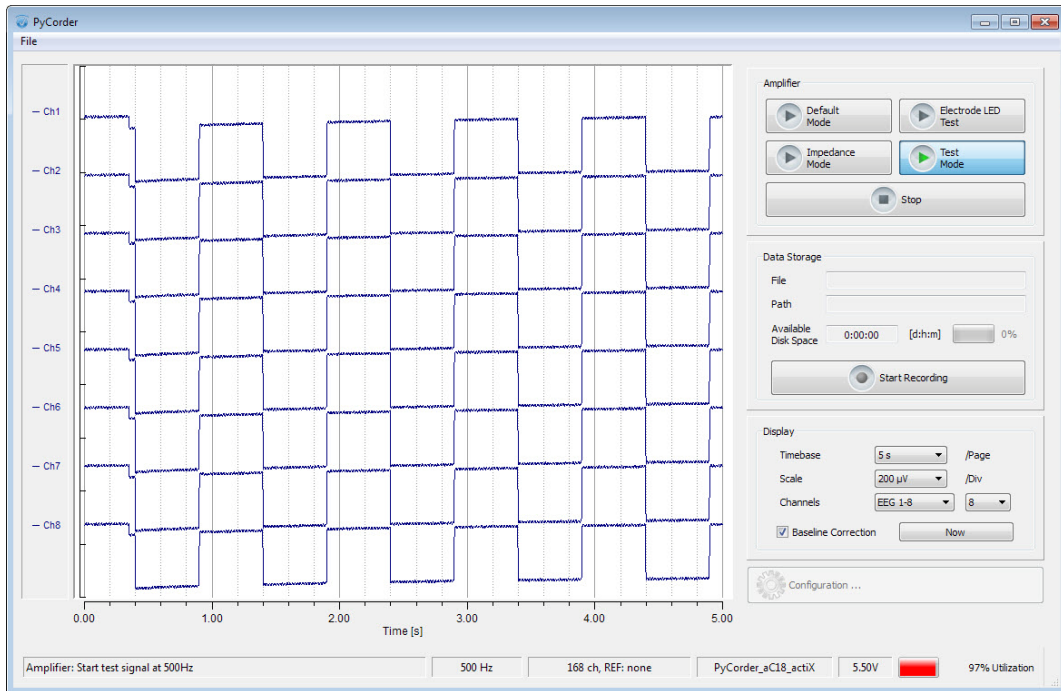 PyCorder
File
Ch1
Ch2
Ch3
Ch4
Ch5
Ch6
Ch7
Ch8
0.00 1.00 2.00 3.00 4.00 5.00
Time [s]
Amplifier
Default
Mode
Electrode LED
Test
Impedance
Mode
Test
Mode
Stop
Data Storage
File
Path
Available
Disk Space
0:00:00 [d:h:m] 0%
Start Recording
Display
Timebase 5 s /Page
Scale 200 µV /Div
Channels EEG 1-8 8
Baseline Correction Now
Configuration ...
Amplifier: Start test signal at 500Hz 500 Hz 168 ch, REF: none PyCorder_aC18_actiX 5.50V 97% Utilization